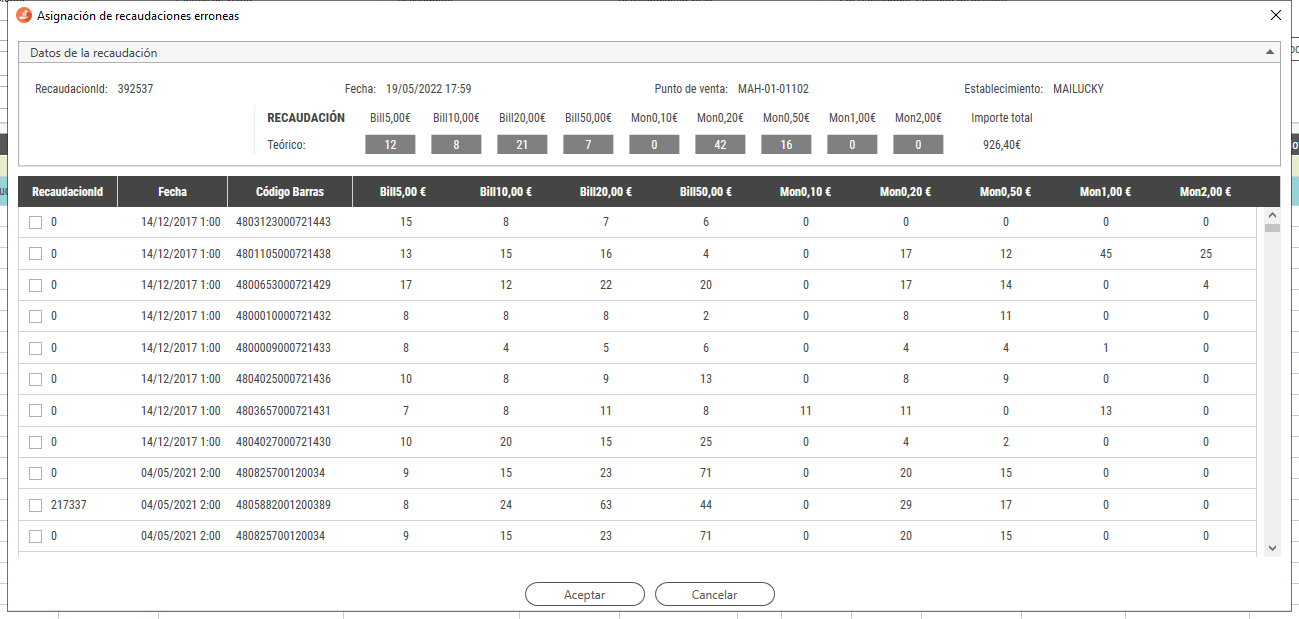 Asignación de recaudaciones erroneas
Datos de la recaudación
RecaudacionId: 392537 Fecha: 19/05/2022 17:59 Punto de venta: MAH-01-01102 Establecimiento: MAILUCKY
RECAUDACIÓN Bill5,00€ Bill10,00€ Bill20,00€ Bill50,00€ Mon0,10€ Mon0,20€ Mon0,50€ Mon1,00€ Mon2,00€ Importe total
Teórico: 12 8 21 7 0 42 16 0 0 926,40€
RecaudacionId Fecha Código Barras Bill5,00 € Bill10,00 € Bill20,00 € Bill50,00 € Mon0,10 € Mon0,20 € Mon0,50 € Mon1,00 € Mon2,00 €
0 14/12/2017 1:00 4803123000721443 15 8 7 6 0 0 0 0 0
0 14/12/2017 1:00 4801105000721438 13 15 16 4 0 17 12 45 25
0 14/12/2017 1:00 4800653000721429 17 12 22 20 0 17 14 0 4
0 14/12/2017 1:00 4800010000721432 8 8 8 2 0 8 11 0 0
0 14/12/2017 1:00 4800009000721433 8 4 5 6 0 4 4 1 0
0 14/12/2017 1:00 4804025000721436 10 8 9 13 0 8 9 0 0
0 14/12/2017 1:00 4803657000721431 7 8 11 8 11 11 0 13 0
0 14/12/2017 1:00 4804027000721430 10 20 15 25 0 4 2 0 0
0 04/05/2021 2:00 480825700120034 9 15 23 71 0 20 15 0 0
217337 04/05/2021 2:00 4805882001200389 8 24 63 44 0 29 17 0 0
0 04/05/2021 2:00 480825700120034 9 15 23 71 0 20 15 0 0
Aceptar Cancelar